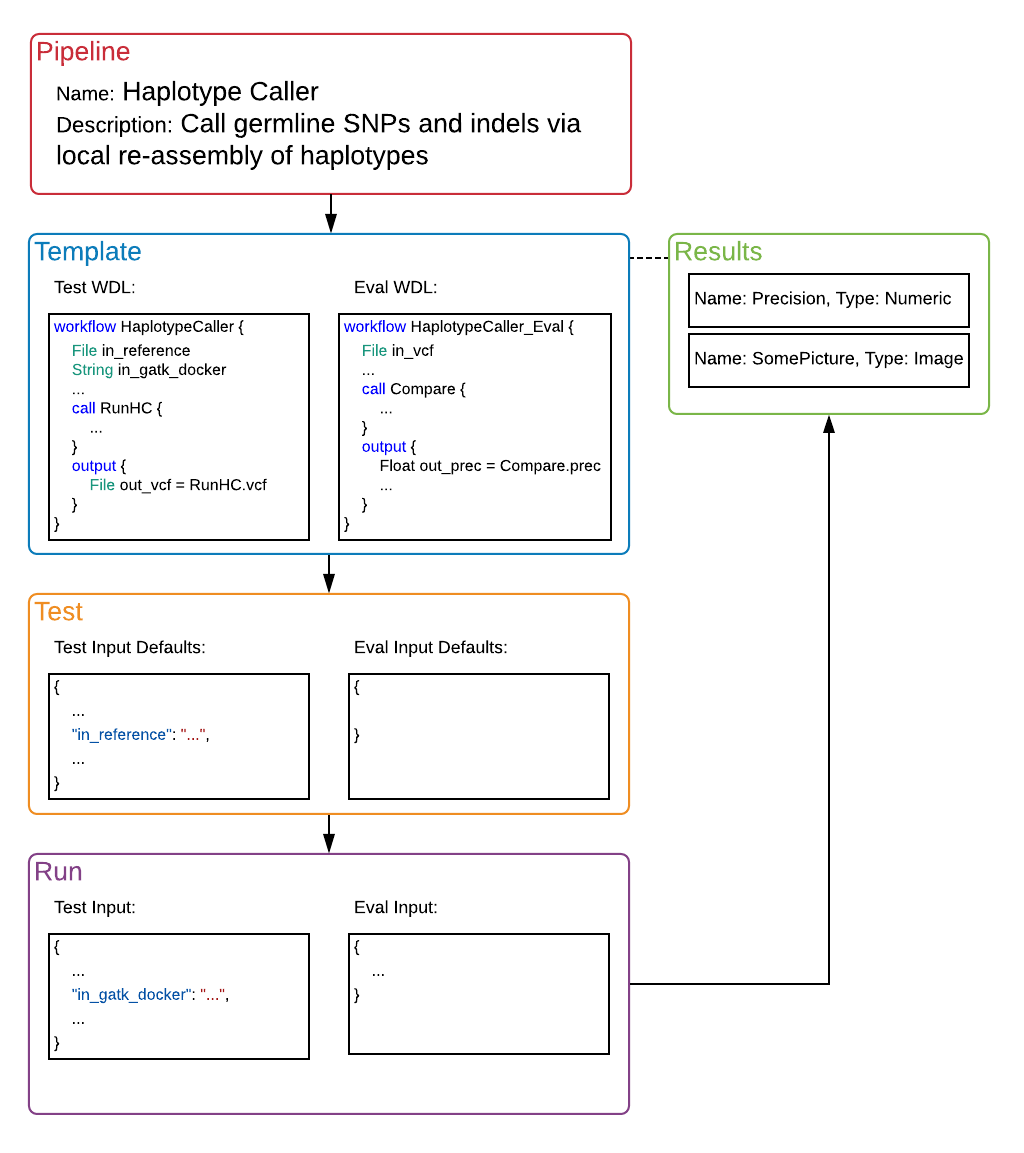 Pipeline
Name: Haplotype Caller
Description: Call germline SNPs and indels via
local re-assembly of haplotypes
Template
Test WDL:
workflow HaplotypeCaller {
File in_reference
String in_gatk_docker
...
call RunHC {
...
}
output {
File out_vcf = RunHC.vcf
}
}
Eval WDL:
workflow HaplotypeCaller_Eval {
File in_vcf
...
call Compare {
...
}
output {
Float out_prec = Compare.prec
...
}
}
Results
Name: Precision, Type: Numeric
Name: SomePicture, Type: Image
Test
Test Input Defaults:
{
...
"in_reference": "...",
...
}
Eval Input Defaults:
{
}
Run
Test Input:
{
...
"in_gatk_docker": "...",
...
}
Eval Input:
{
...
}